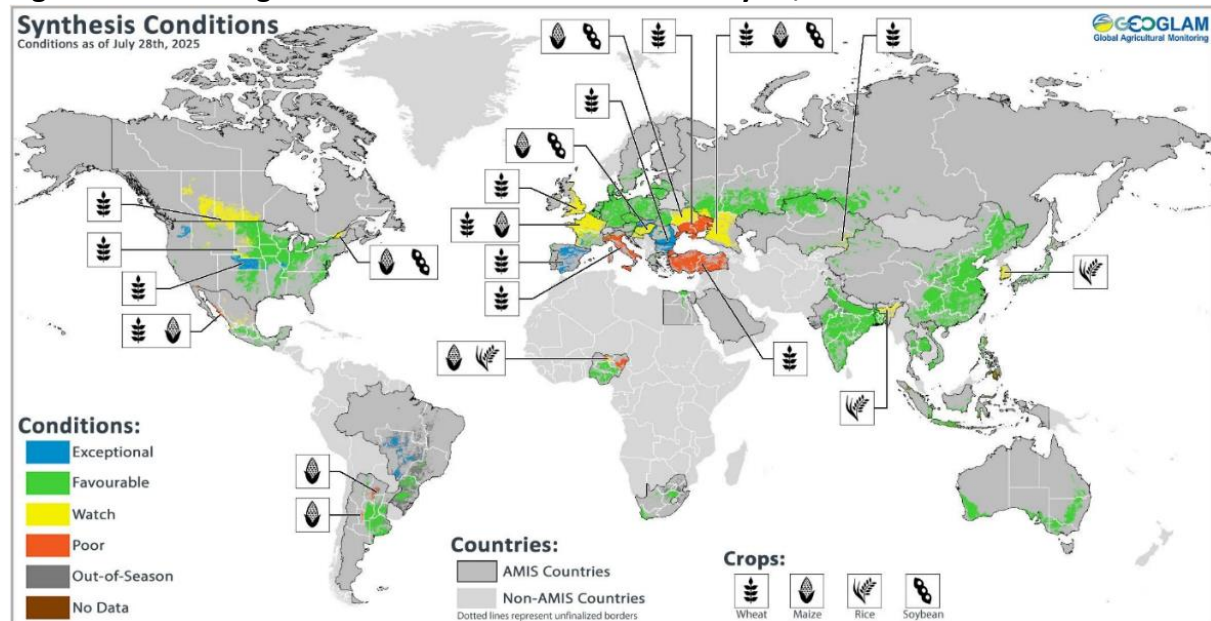 Synthesis Conditions
Conditions as of July 28th, 2025
GEOGLAM
Global Agricultural Monitoring
Conditions:
Exceptional
Favourable
Watch
Poor
Out-of-Season
No Data
Countries:
AMIS Countries
Non-AMIS Countries
Dotted lines represent unfinalized borders
Crops:
Wheat
Maize
Rice
Soybean